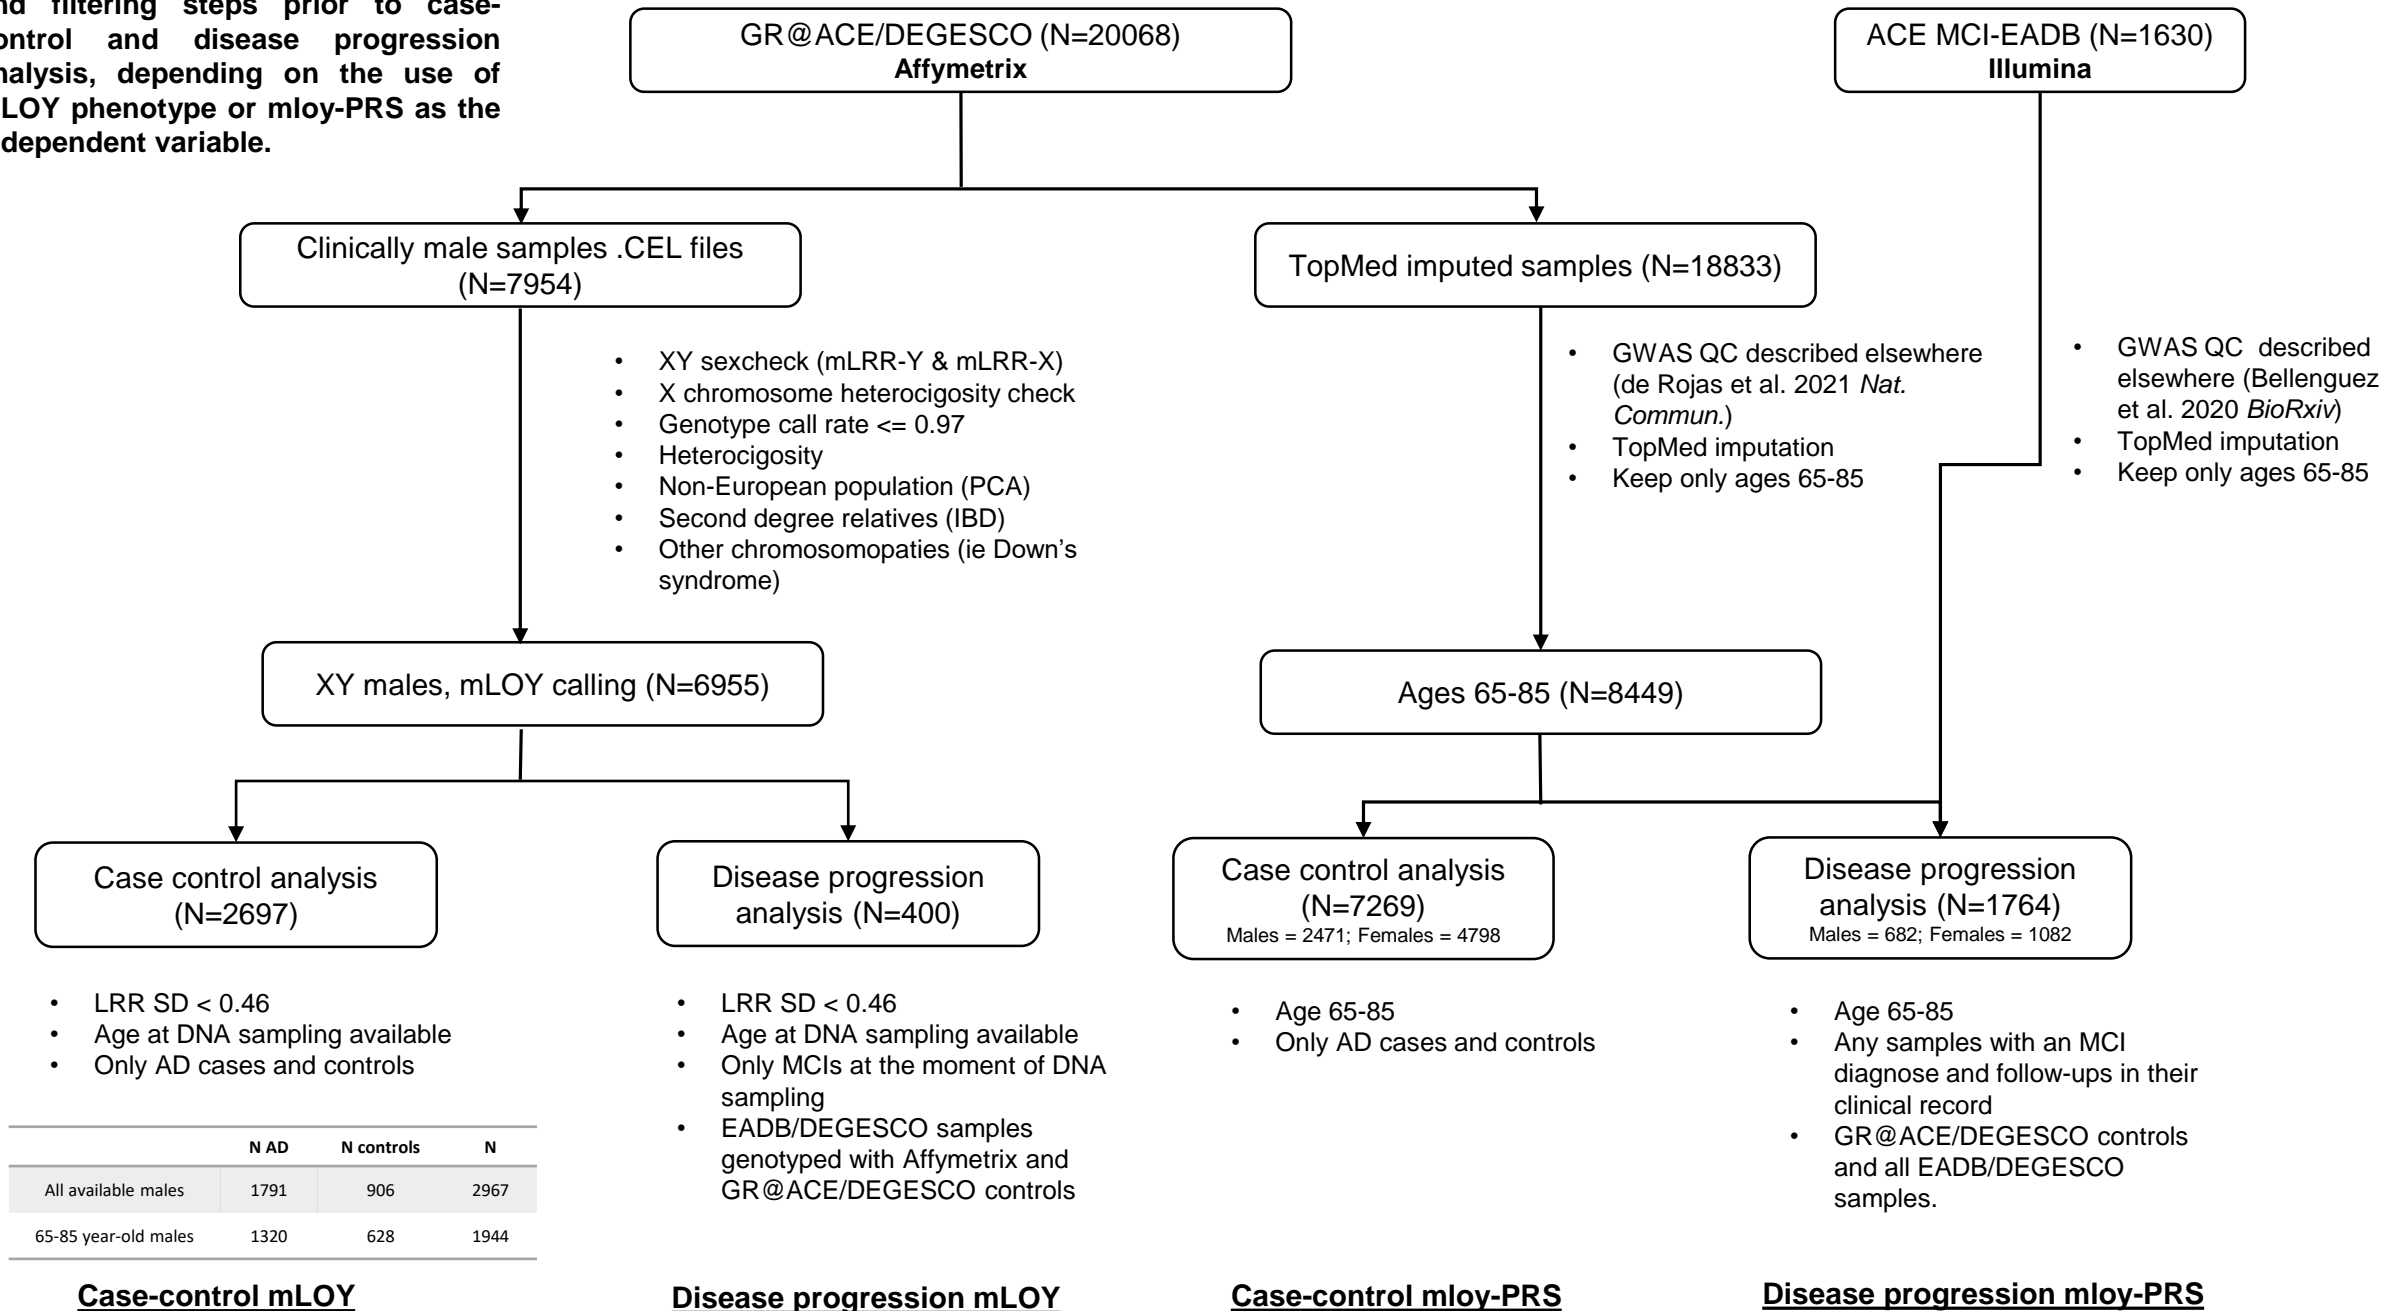 filtering steps prior to case-
and disease progression
depending on the use of
phenotype or mloy-PRS as the
variable.
GR@ACE/DEGESCO (N=20068)
Affymetrix
ACE MCI-EADB (N=1630)
Illumina
Clinically male samples .CEL files
(N=7954)
TopMed imputed samples (N=18833)
• XY sexcheck (mLRR-Y & mLRR-X)
• X chromosome heterocigosity check
• Genotype call rate <= 0.97
• Heterocigosity
• Non-European population (PCA)
• Second degree relatives (IBD)
• Other chromosomopaties (ie Down's
syndrome)
• GWAS QC described elsewhere
(de Rojas et al. 2021 Nat.
Commun.)
• TopMed imputation
• Keep only ages 65-85
• GWAS QC described
elsewhere (Bellenguez
et al. 2020 BioRxiv)
• TopMed imputation
• Keep only ages 65-85
XY males, mLOY calling (N=6955)
Ages 65-85 (N=8449)
Case control analysis
(N=2697)
Disease progression
analysis (N=400)
Case control analysis
(N=7269)
Males = 2471; Females = 4798
Disease progression
analysis (N=1764)
Males = 682; Females = 1082
• LRR SD < 0.46
• Age at DNA sampling available
• Only AD cases and controls
• LRR SD < 0.46
• Age at DNA sampling available
• Only MCIs at the moment of DNA
sampling
• EADB/DEGESCO samples
genotyped with Affymetrix and
GR@ACE/DEGESCO controls
• Age 65-85
• Only AD cases and controls
• Age 65-85
• Any samples with an MCI
diagnose and follow-ups in their
clinical record
• GR@ACE/DEGESCO controls
and all EADB/DEGESCO
samples.
N AD N controls N
All available males 1791 906 2967
65-85 year-old males 1320 628 1944
Case-control mLOY
Disease progression mLOY
Case-control mloy-PRS
Disease progression mloy-PRS